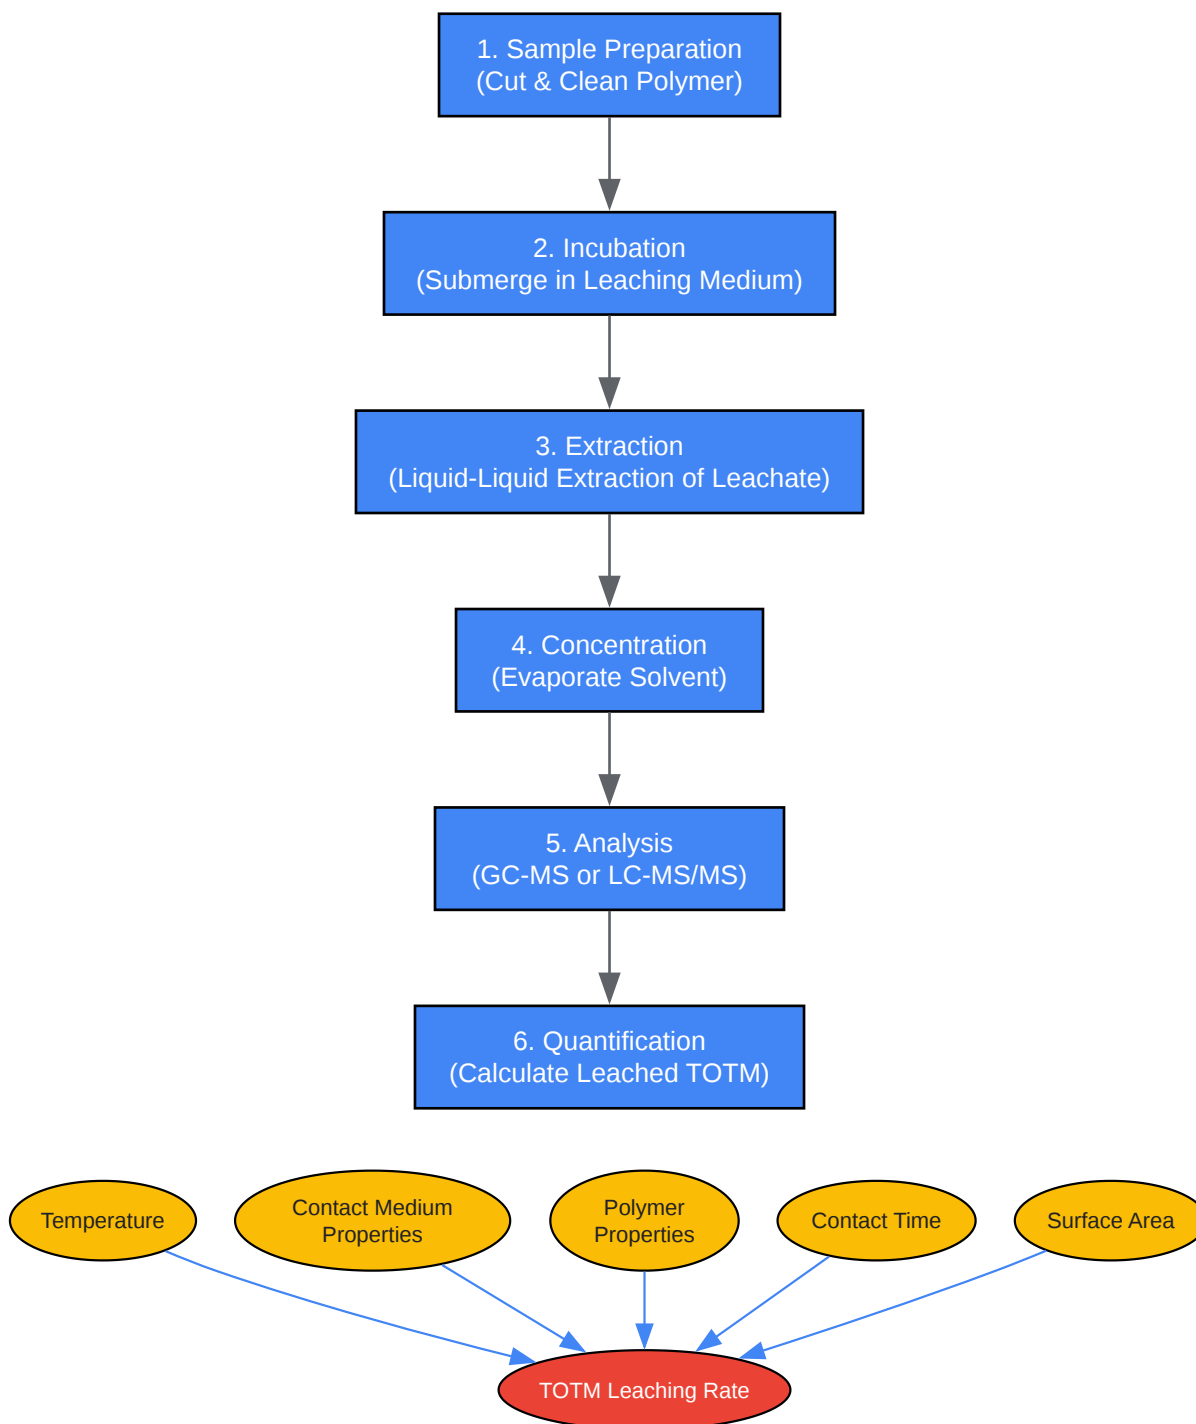 1. Sample Preparation
(Cut & Clean Polymer)
2. Incubation
(Submerge in Leaching Medium)
3. Extraction
(Liquid-Liquid Extraction of Leachate)
4. Concentration
(Evaporate Solvent)
5. Analysis
(GC-MS or LC-MS/MS)
6. Quantification
(Calculate Leached TOTM)
Temperature
Contact Medium
Properties
Polymer
Properties
Contact Time
Surface Area
TOTM Leaching Rate